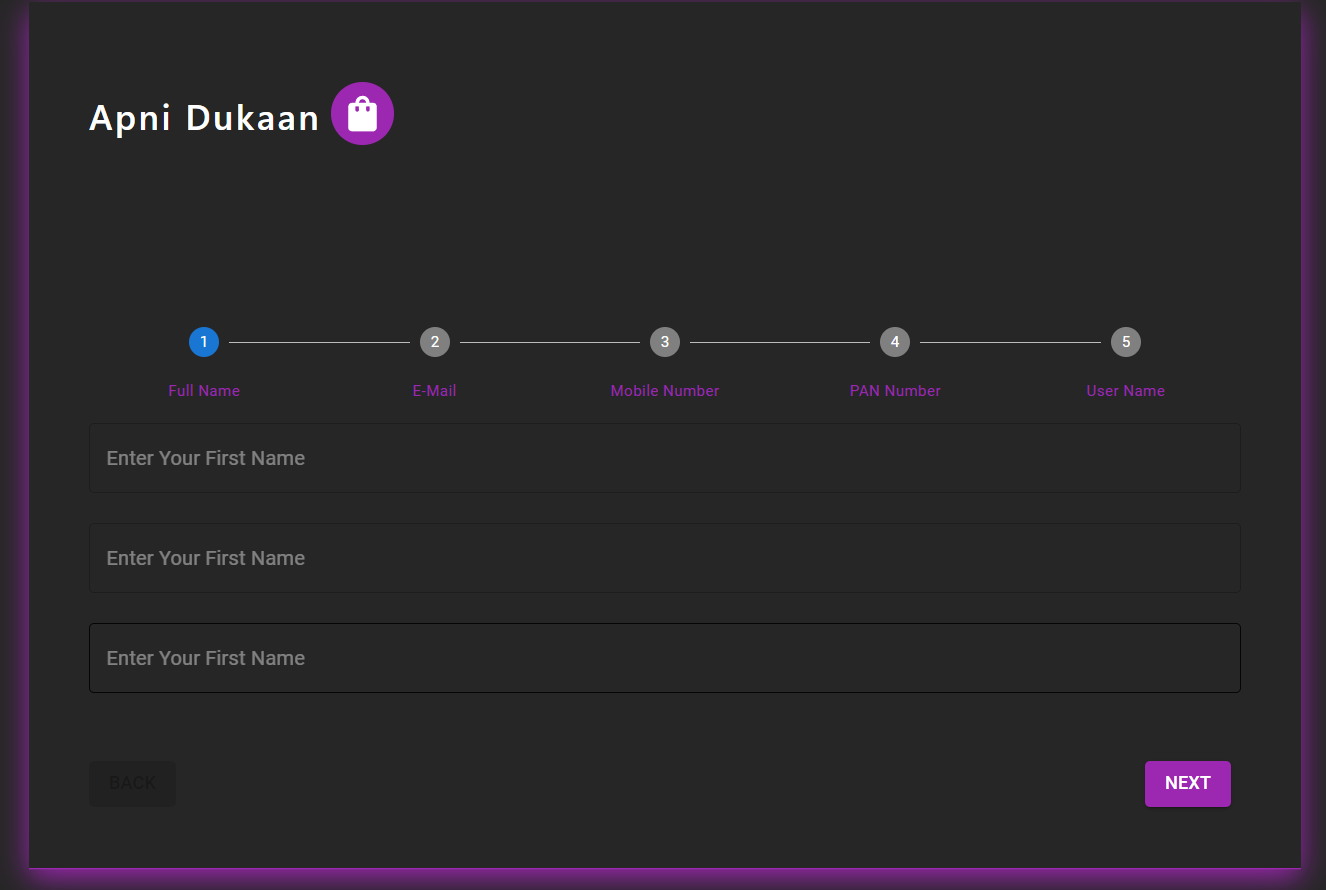 Apni Dukaan
1 2 3 4 5
Full Name E-Mail Mobile Number PAN Number User Name
Enter Your First Name
Enter Your First Name
Enter Your First Name
BACK NEXT